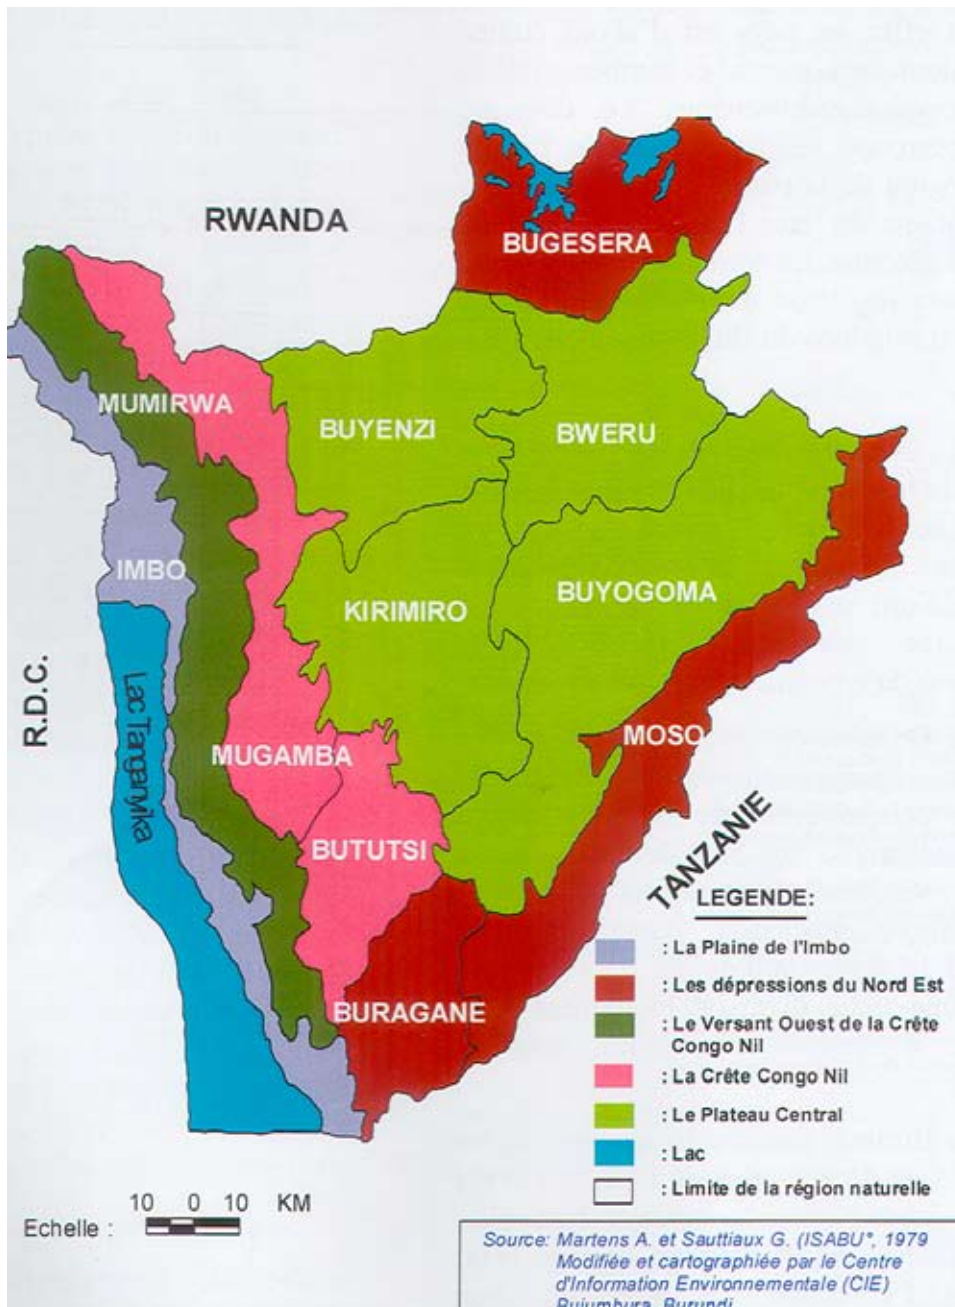 RWANDA
BUGESERA
MUMIRWA
BUYENZI
BWERU
IMBO
KIRIMIRO
BUYOGOMA
R.D.C.
Lac Tanganyika
MUGAMBA
MOSO
BUTUTSI
TANZANIE
BURAGANE
LEGENDE:
: La Plaine de l'Imbo
: Les dépressions du Nord Est
: Le Versant Ouest de la Crête
Congo Nil
: La Crête Congo Nil
: Le Plateau Central
: Lac
: Limite de la région naturelle
10 0 10 KM
Echelle :
Source: Martens A. et Sauttiaux G. (ISABU", 1979
Modifiée et cartographiée par le Centre
d'Information Environnementale (CIE)
Bujumbura, Burundi